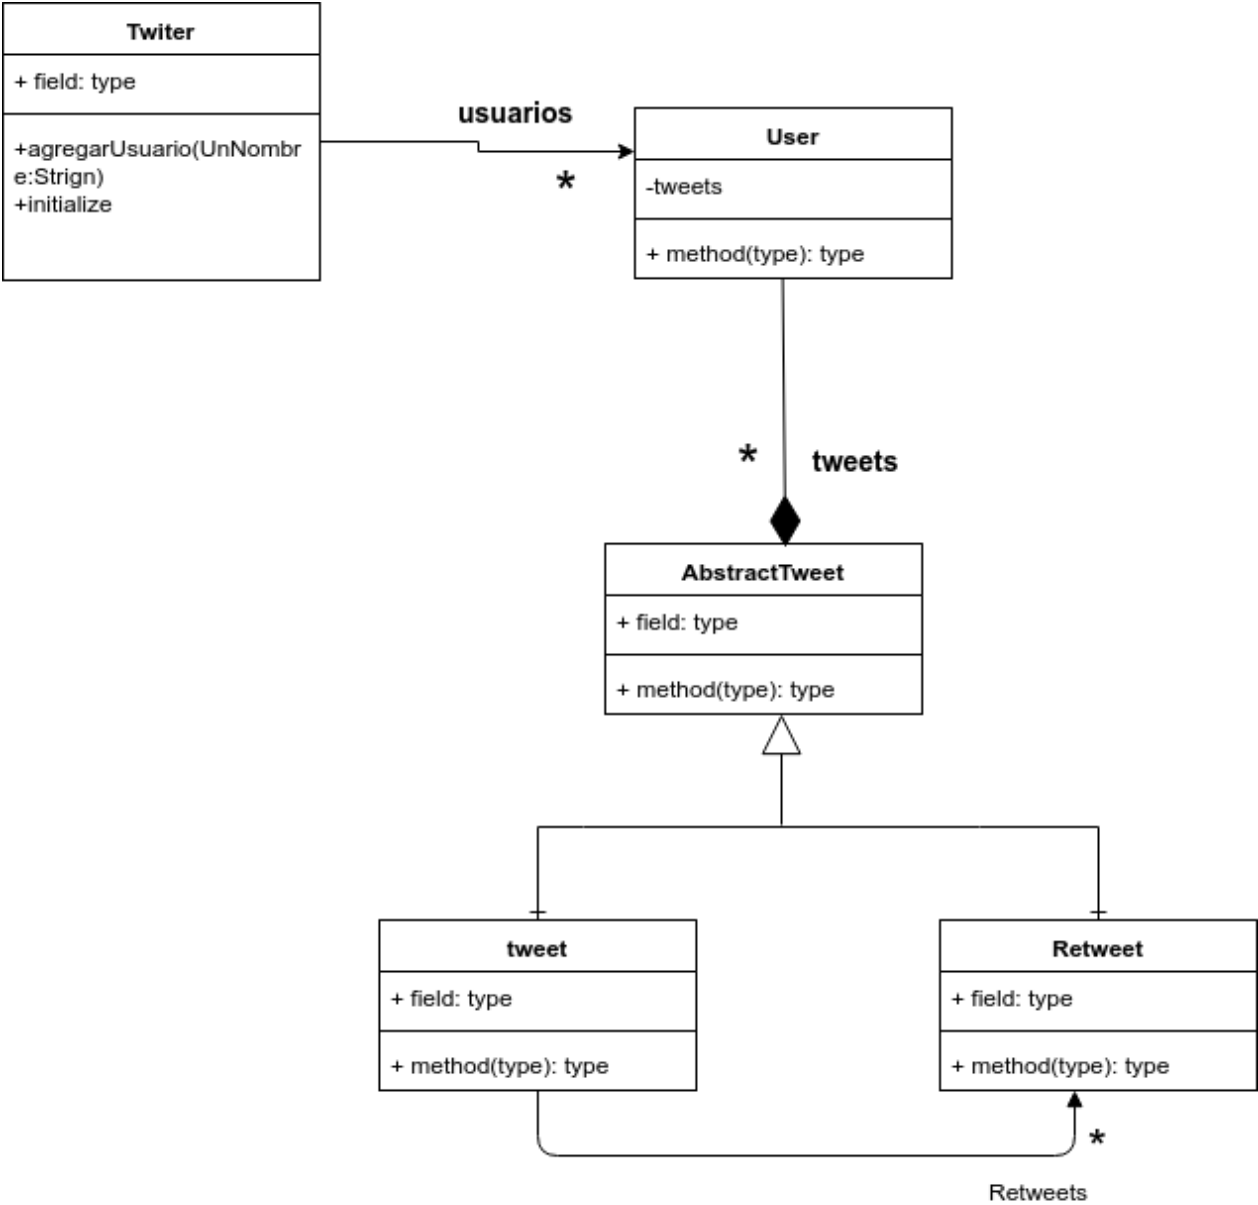 Twiter
+ field: type
+agregarUsuario(UnNombr
e:Strign)
+initialize
usuarios
*
User
-tweets
+ method(type): type
*
tweets
AbstractTweet
+ field: type
+ method(type): type
tweet
+ field: type
+ method(type): type
Retweet
+ field: type
+ method(type): type
*
Retweets